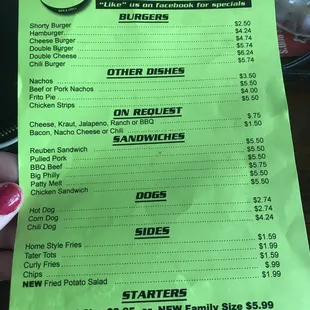 "Like" us on facebook for specials
BURGERS
Shorty Burger $2.50
Hamburger $4.24
Cheese Burger $4.74
Double Burger $5.74
Double Cheese $6.24
Chili Burger $5.74
OTHER DISHES
Nachos $3.50
Beef or Pork Nachos $5.50
Frito Pie $4.00
Chicken Strips $5.50
ON REQUEST
Cheese, Kraut, Jalapeno, Ranch or BBQ $.75
Bacon, Nacho Cheese or Chili $1.50
SANDWICHES
Reuben Sandwich $5.50
Pulled Pork $5.50
BBQ Beef $5.75
Big Philly $5.50
Patty Melt $5.50
Chicken Sandwich $5.50
DOGS
Hot Dog $2.74
Corn Dog $2.74
Chili Dog $4.24
SIDES
Home Style Fries $1.59
Tater Tots $1.99
Curly Fries $1.99
Chips $.99
NEW Fried Potato Salad $1.99
STARTERS
or NEW Family Size $5.99